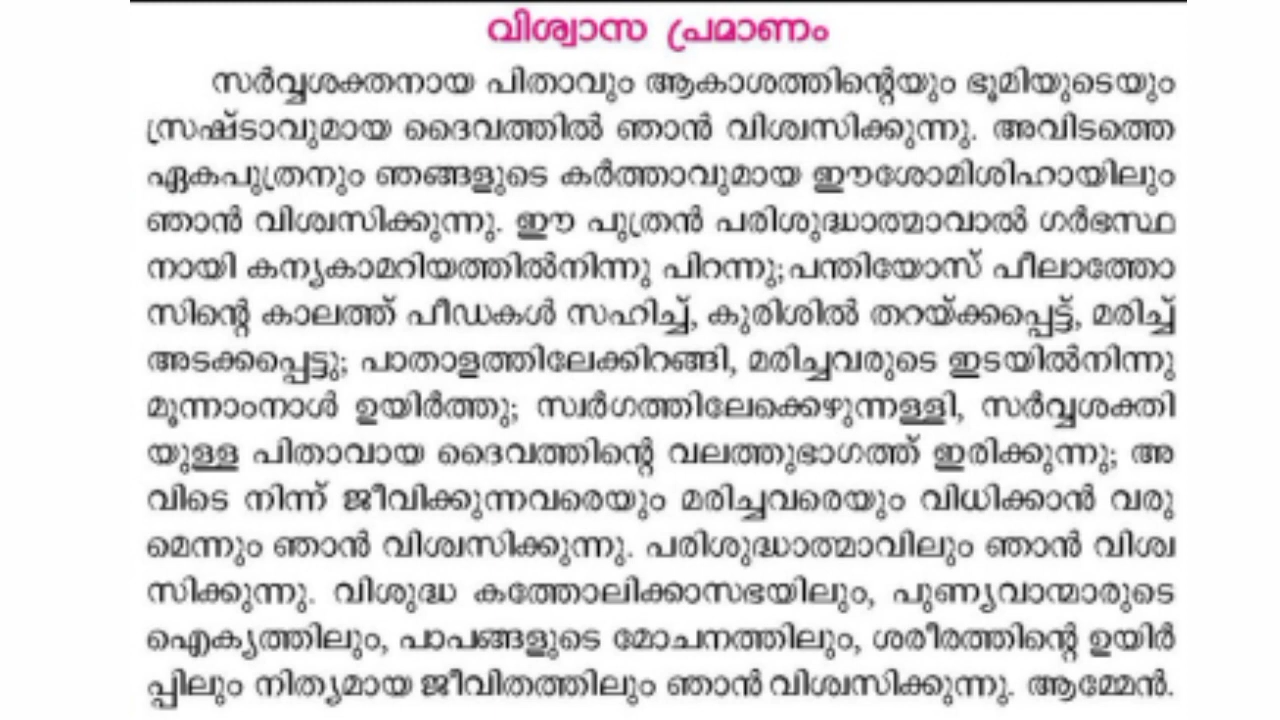 വിശ്വാസ പ്രമാണം
സർവ്വശക്തനായ പിതാവും ആകാശത്തിന്റെയും ഭൂമിയുടെയും
സ്രഷ്ടാവുമായ ദൈവത്തിൽ ഞാൻ വിശ്വസിക്കുന്നു. അവിടത്തെ
ഏകപുത്രനും ഞങ്ങളുടെ കർത്താവുമായ ഈശോമിശിഹായിലും
ഞാൻ വിശ്വസിക്കുന്നു. ഈ പുത്രൻ പരിശുദ്ധാത്മാവാൽ ഗർഭസ്ഥ
നായി കന്യകാമറിയത്തിൽനിന്നു പിറന്നു; പന്തിയോസ് പീലാത്തോ
സിന്റെ കാലത്ത് പീഡകൾ സഹിച്ച്, കുരിശിൽ തറയ്ക്കപ്പെട്ട്, മരിച്ച്
അടക്കപ്പെട്ടു; പാതാളത്തിലേക്കിറങ്ങി, മരിച്ചവരുടെ ഇടയിൽനിന്നു
മൂന്നാംനാൾ ഉയിർത്തു; സ്വർഗത്തിലേക്കെഴുന്നള്ളി, സർവ്വശക്തി
യുള്ള പിതാവായ ദൈവത്തിന്റെ വലത്തുഭാഗത്ത് ഇരിക്കുന്നു; അ
വിടെ നിന്ന് ജീവിക്കുന്നവരെയും മരിച്ചവരെയും വിധിക്കാൻ വരു
മെന്നും ഞാൻ വിശ്വസിക്കുന്നു. പരിശുദ്ധാത്മാവിലും ഞാൻ വിശ്വ
സിക്കുന്നു. വിശുദ്ധ കത്തോലിക്കാസഭയിലും, പുണ്യവാന്മാരുടെ
ഐക്യത്തിലും, പാപങ്ങളുടെ മോചനത്തിലും, ശരീരത്തിന്റെ ഉയിർ
പ്പിലും നിത്യമായ ജീവിതത്തിലും ഞാൻ വിശ്വസിക്കുന്നു. ആമ്മേൻ.